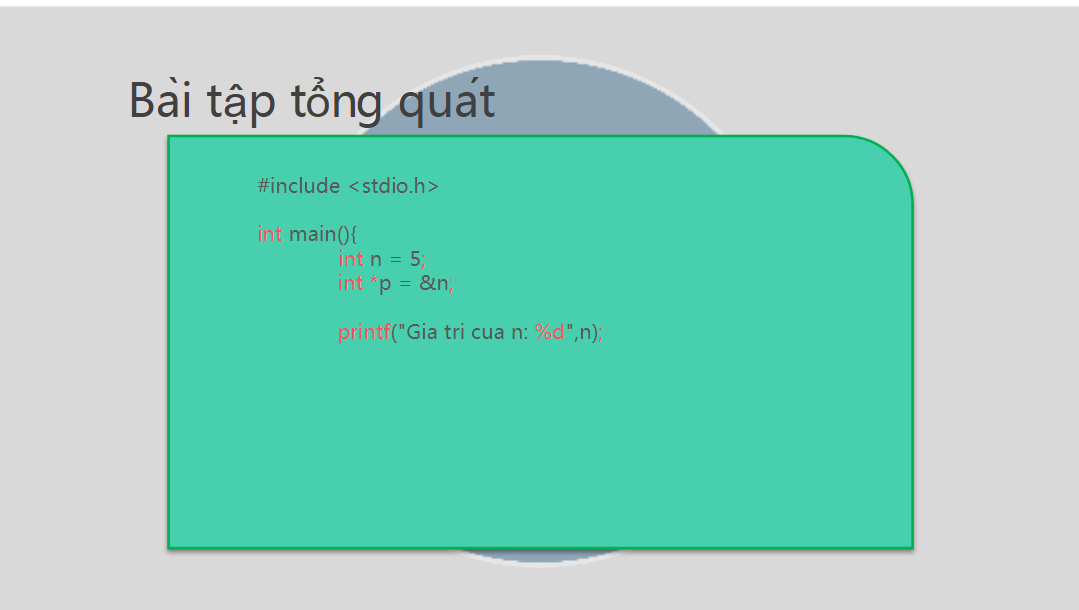 Bài tập tổng quát
#include <stdio.h>
int main(){
int n = 5;
int *p = &n;
printf("Gia tri cua n: %d",n);